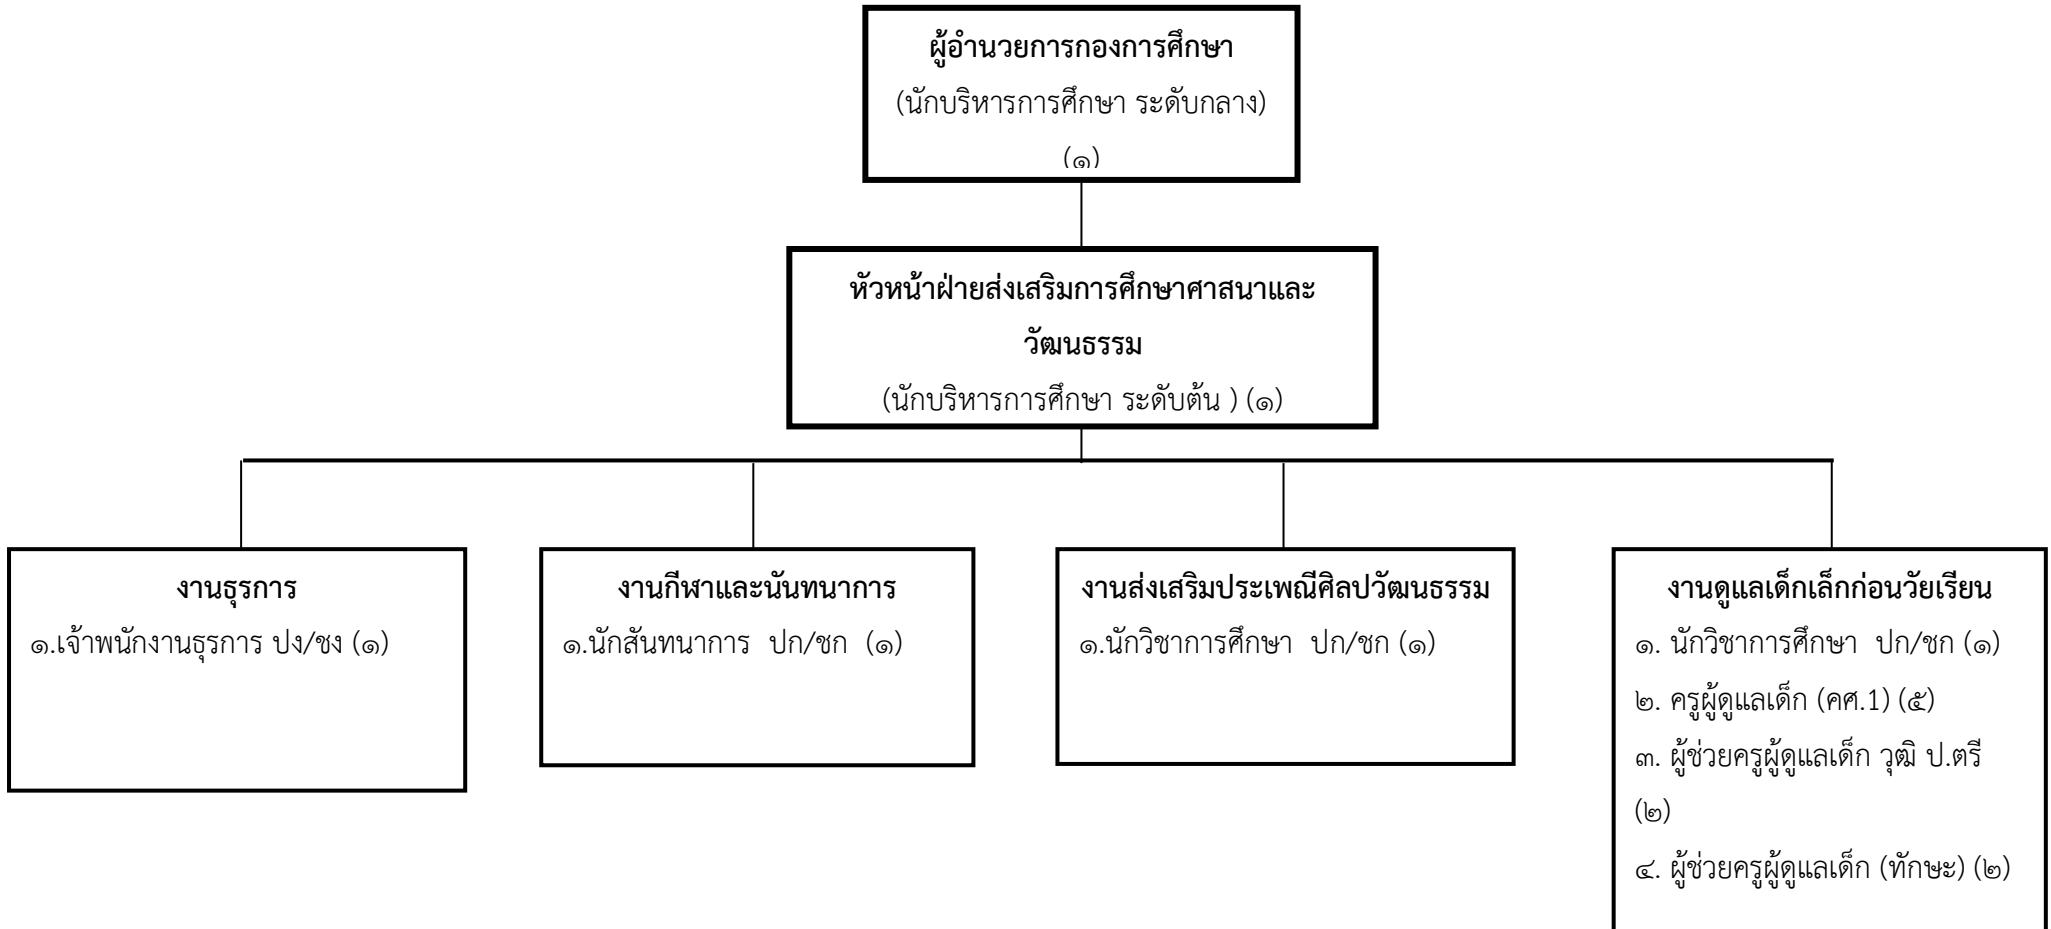 ผู้อำนวยการกองการศึกษา
(นักบริหารการศึกษา ระดับกลาง)
(๑)
หัวหน้าฝ่ายส่งเสริมการศึกษาศาสนาและ
วัฒนธรรม
(นักบริหารการศึกษา ระดับต้น ) (๑)
งานธุรการ
๑.เจ้าพนักงานธุรการ ปง/ชง (๑)
งานกีฬาและนันทนาการ
๑.นักสันทนาการ ปก/ชก (๑)
งานส่งเสริมประเพณีศิลปวัฒนธรรม
๑.นักวิชาการศึกษา ปก/ชก (๑)
งานดูแลเด็กเล็กก่อนวัยเรียน
๑. นักวิชาการศึกษา ปก/ชก (๑)
๒. ครูผู้ดูแลเด็ก (คศ.1) (๕)
๓. ผู้ช่วยครูผู้ดูแลเด็ก วุฒิ ป.ตรี
(๒)
๔. ผู้ช่วยครูผู้ดูแลเด็ก (ทักษะ) (๒)